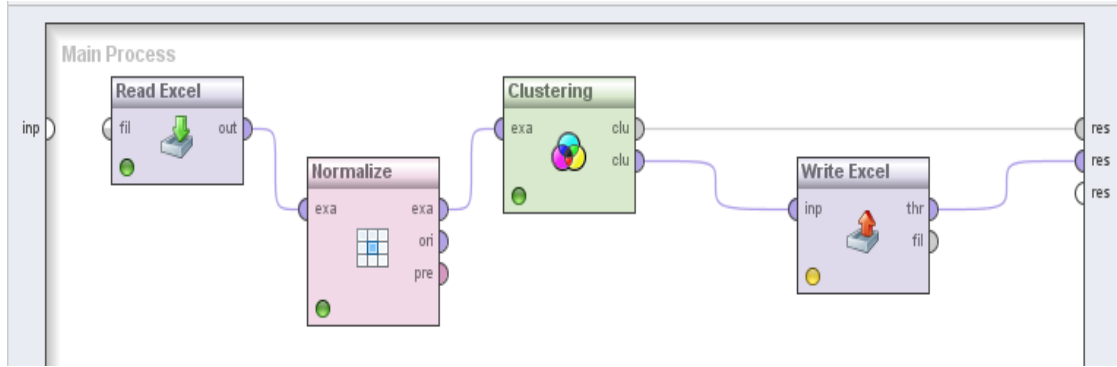 Main Process
Read Excel
inp
fil
out
Normalize
exa
exa
ori
pre
Clustering
exa
clu
clu
Write Excel
inp
thr
fil
res
res
res